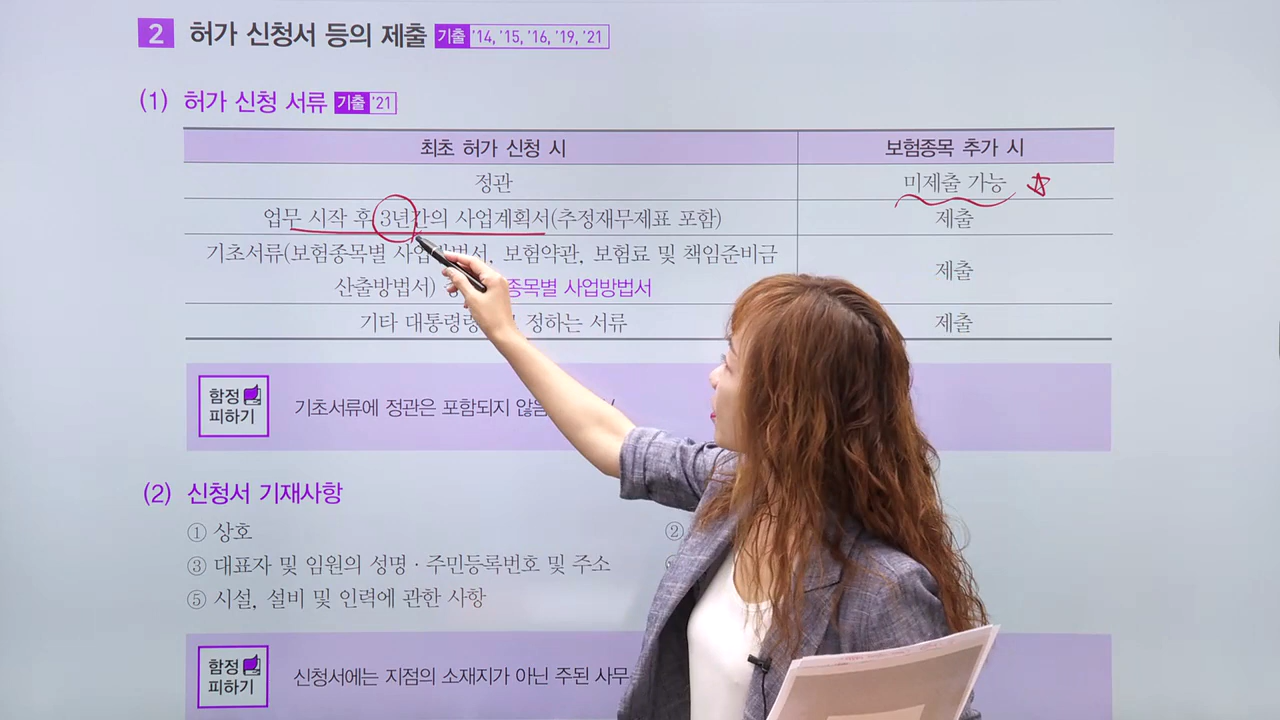 2 허가 신청서 등의 제출 기출 '14, '15, '16, '19, '21
(1) 허가 신청 서류 기출 '21
최초 허가 신청 시 보험종목 추가 시
정관 미제출 가능
업무 시작 후 3년간의 사업계획서(추정재무제표 포함) 제출
기초서류(보험종목별 사업방법서, 보험약관, 보험료 및 책임준비금
산출방법서) 종목별 사업방법서 제출
기타 대통령령 정하는 서류 제출
함정
피하기
기초서류에 정관은 포함되지 않음
(2) 신청서 기재사항
① 상호 ②
③ 대표자 및 임원의 성명·주민등록번호 및 주소
⑤ 시설, 설비 및 인력에 관한 사항
함정
피하기
신청서에는 지점의 소재지가 아닌 주된 사무